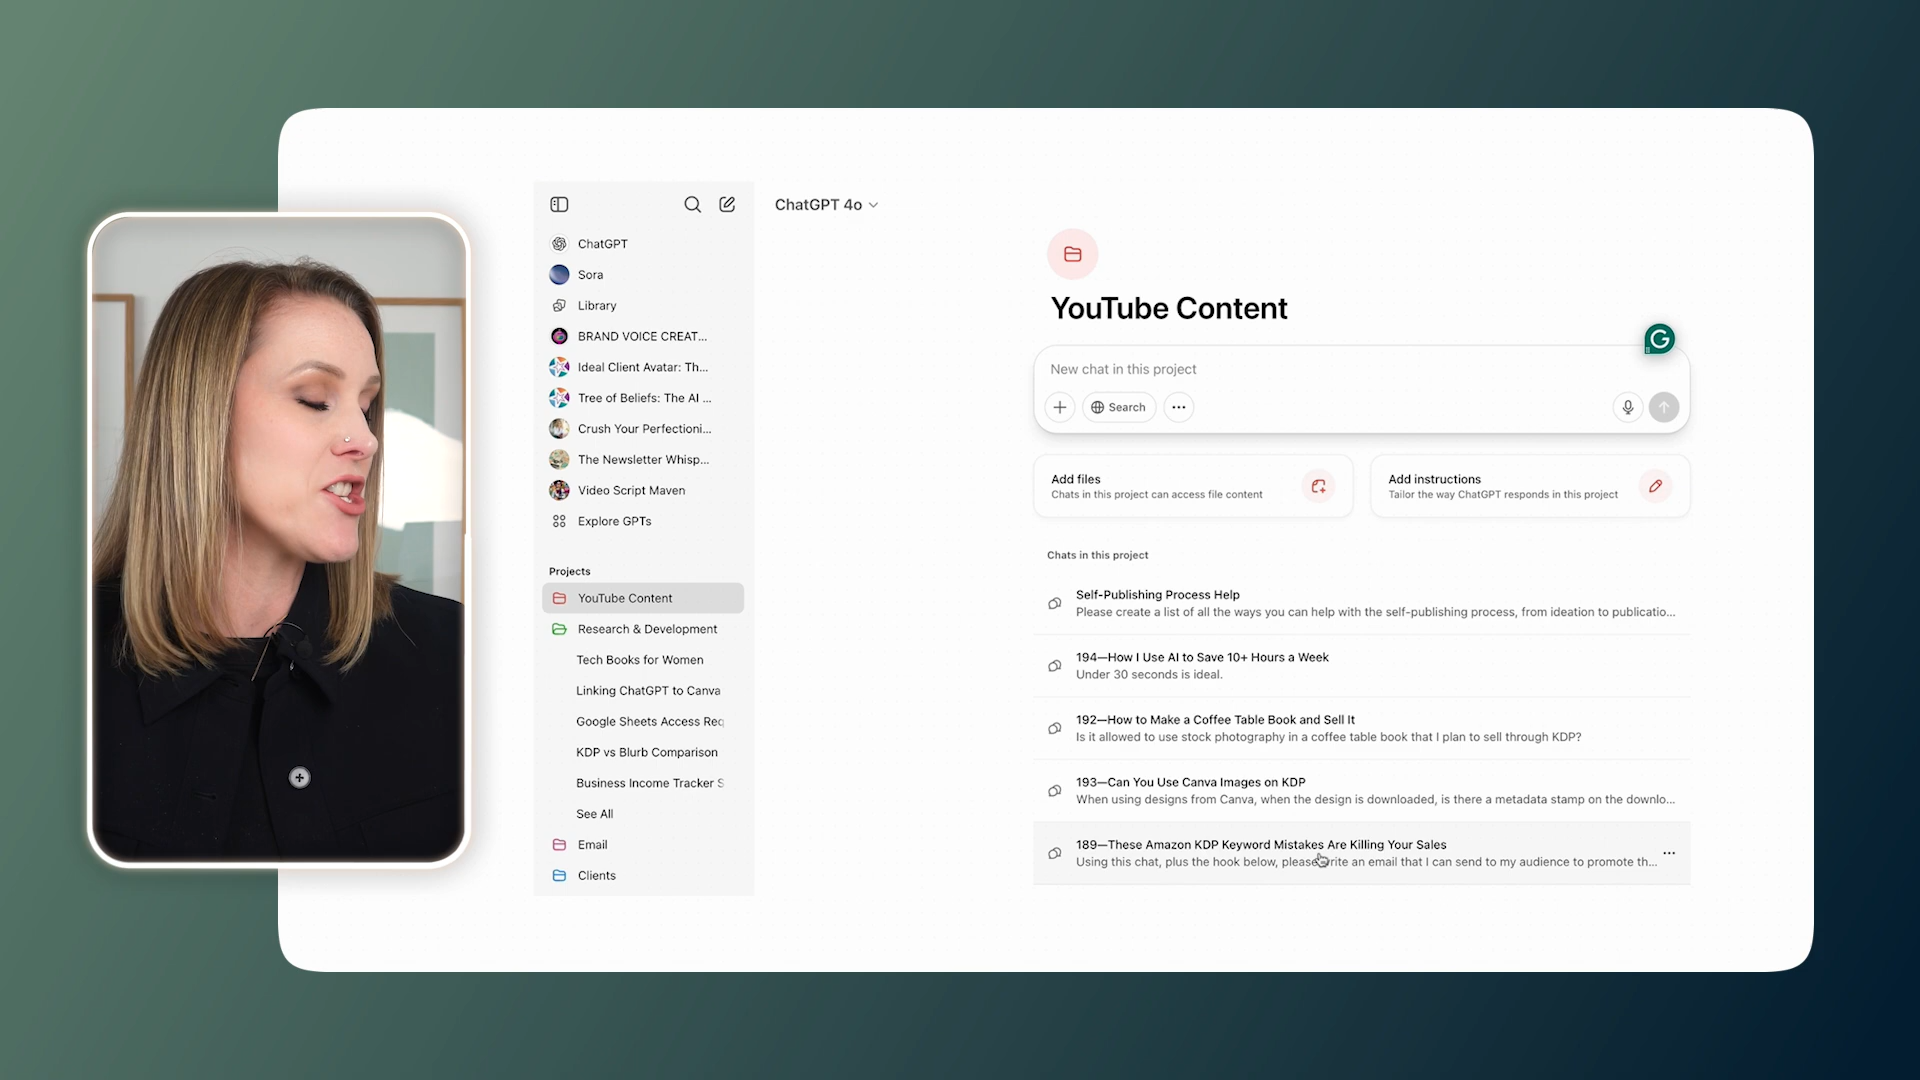 ChatGPT
Sora
Library
BRAND VOICE CREAT...
Ideal Client Avatar: Th...
Tree of Beliefs: The AI ...
Crush Your Perfectioni...
The Newsletter Whisp...
Video Script Maven
Explore GPTs
Projects
YouTube Content
Research & Development
Tech Books for Women
Linking ChatGPT to Canva
Google Sheets Access Req
KDP vs Blurb Comparison
Business Income Tracker S
See All
Email
Clients
ChatGPT 4o
YouTube Content
G
New chat in this project
Search
Add files
Chats in this project can access file content
Add instructions
Tailor the way ChatGPT responds in this project
Chats in this project
Self-Publishing Process Help
Please create a list of all the ways you can help with the self-publishing process, from ideation to publicatio...
194—How I Use AI to Save 10+ Hours a Week
Under 30 seconds is ideal.
192—How to Make a Coffee Table Book and Sell It
Is it allowed to use stock photography in a coffee table book that I plan to sell through KDP?
193—Can You Use Canva Images on KDP
When using designs from Canva, when the design is downloaded, is there a metadata stamp on the downlo...
189—These Amazon KDP Keyword Mistakes Are Killing Your Sales
Using this chat, plus the hook below, please write an email that I can send to my audience to promote th...